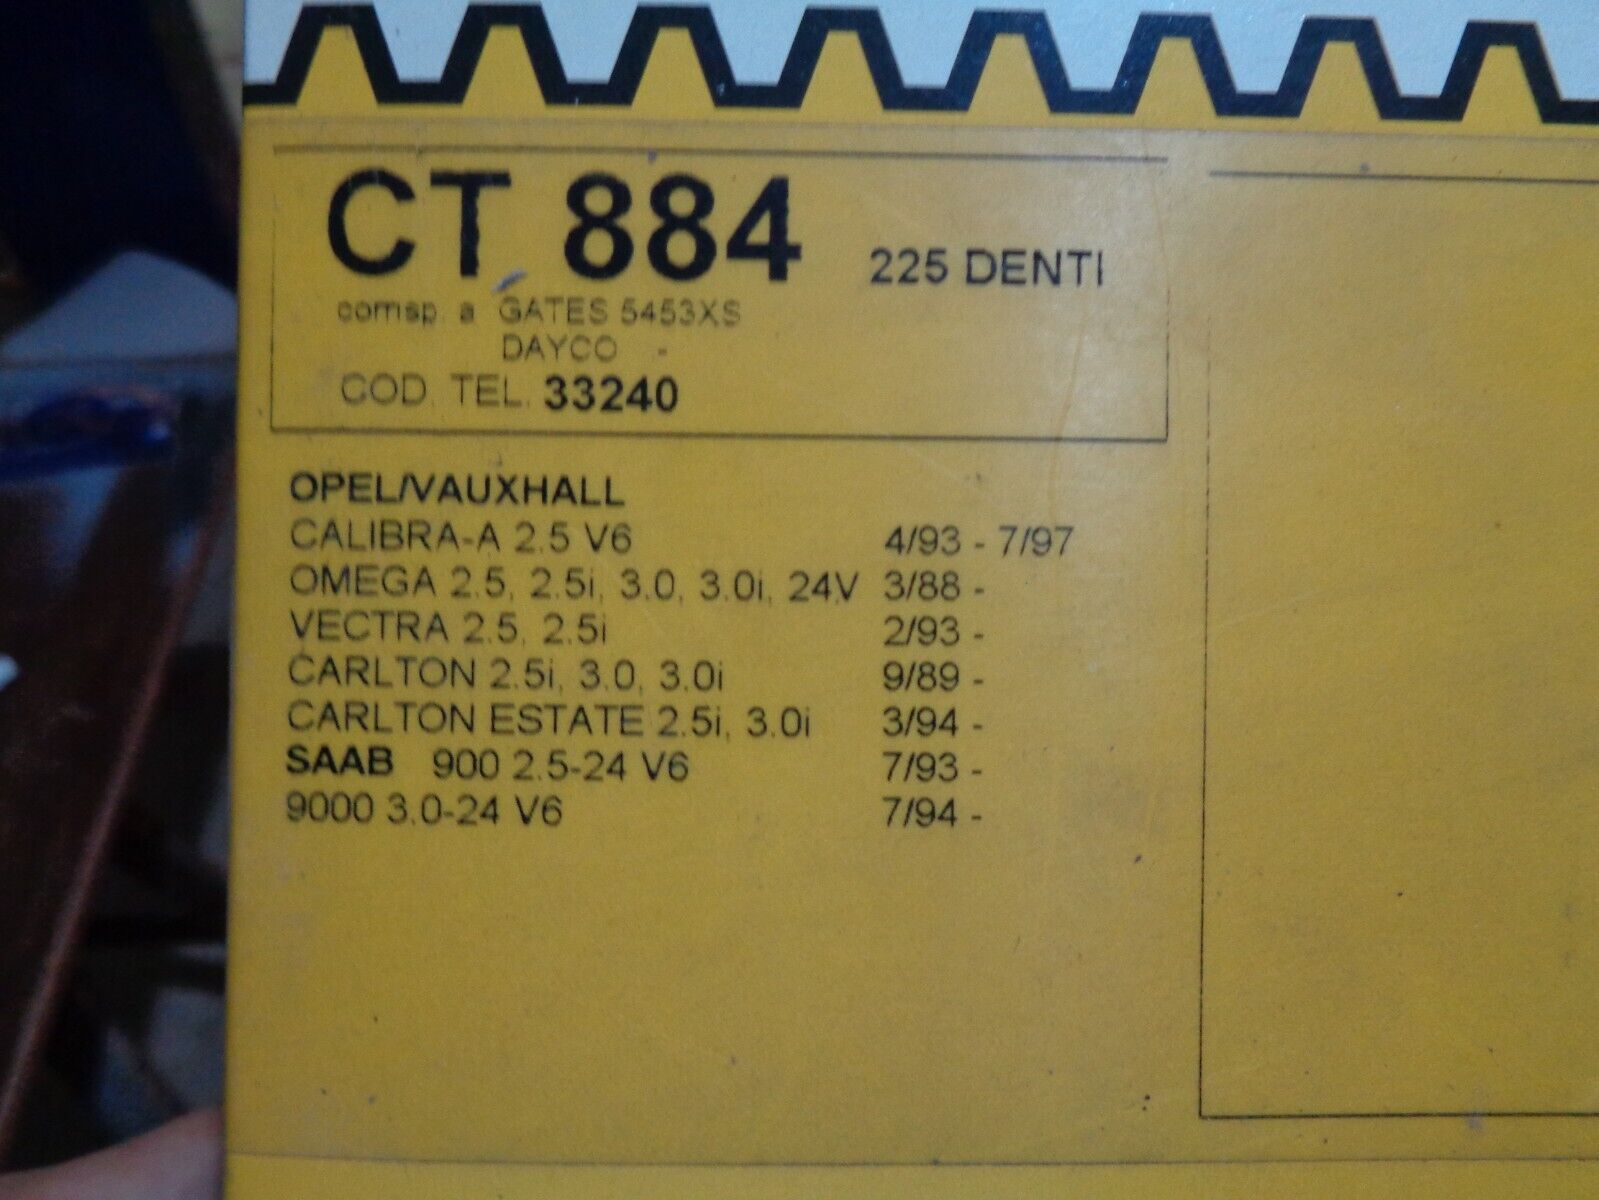 CT 884 225 DENTI
corrisp. a GATES 5453XS
DAYCO -
COD. TEL. 33240
OPEL/VAUXHALL
CALIBRA-A 2.5 V6 4/93 - 7/97
OMEGA 2.5, 2.5i, 3.0, 3.0i, 24V 3/88 -
VECTRA 2.5, 2.5i 2/93 -
CARLTON 2.5i, 3.0, 3.0i 9/89 -
CARLTON ESTATE 2.5i, 3.0i 3/94 -
SAAB 900 2.5-24 V6 7/93 -
9000 3.0-24 V6 7/94 -